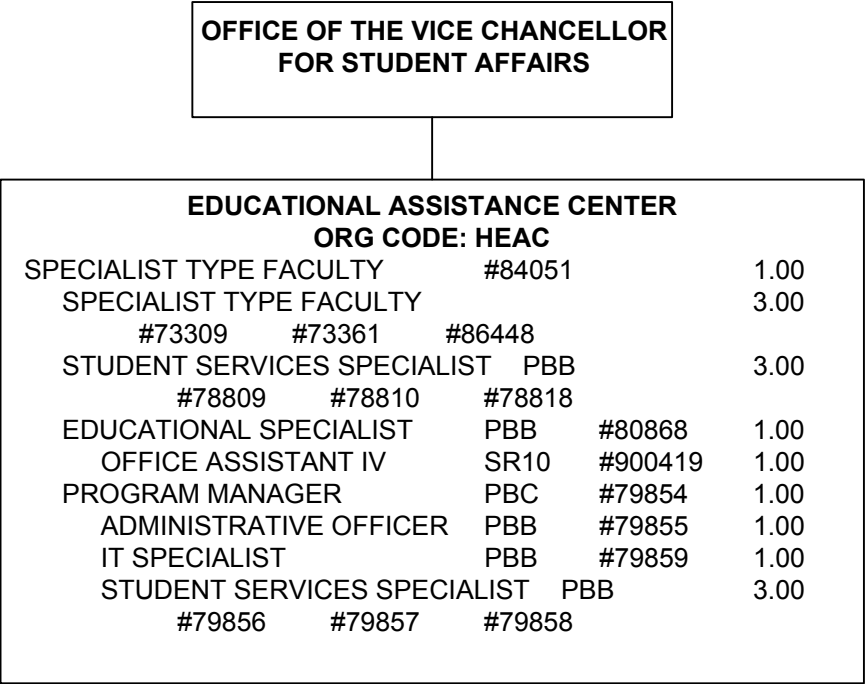 OFFICE OF THE VICE CHANCELLOR
FOR STUDENT AFFAIRS
EDUCATIONAL ASSISTANCE CENTER
ORG CODE: HEAC
SPECIALIST TYPE FACULTY #84051 1.00
SPECIALIST TYPE FACULTY 3.00
#73309 #73361 #86448
STUDENT SERVICES SPECIALIST PBB 3.00
#78809 #78810 #78818
EDUCATIONAL SPECIALIST PBB #80868 1.00
OFFICE ASSISTANT IV SR10 #900419 1.00
PROGRAM MANAGER PBC #79854 1.00
ADMINISTRATIVE OFFICER PBB #79855 1.00
IT SPECIALIST PBB #79859 1.00
STUDENT SERVICES SPECIALIST PBB 3.00
#79856 #79857 #79858